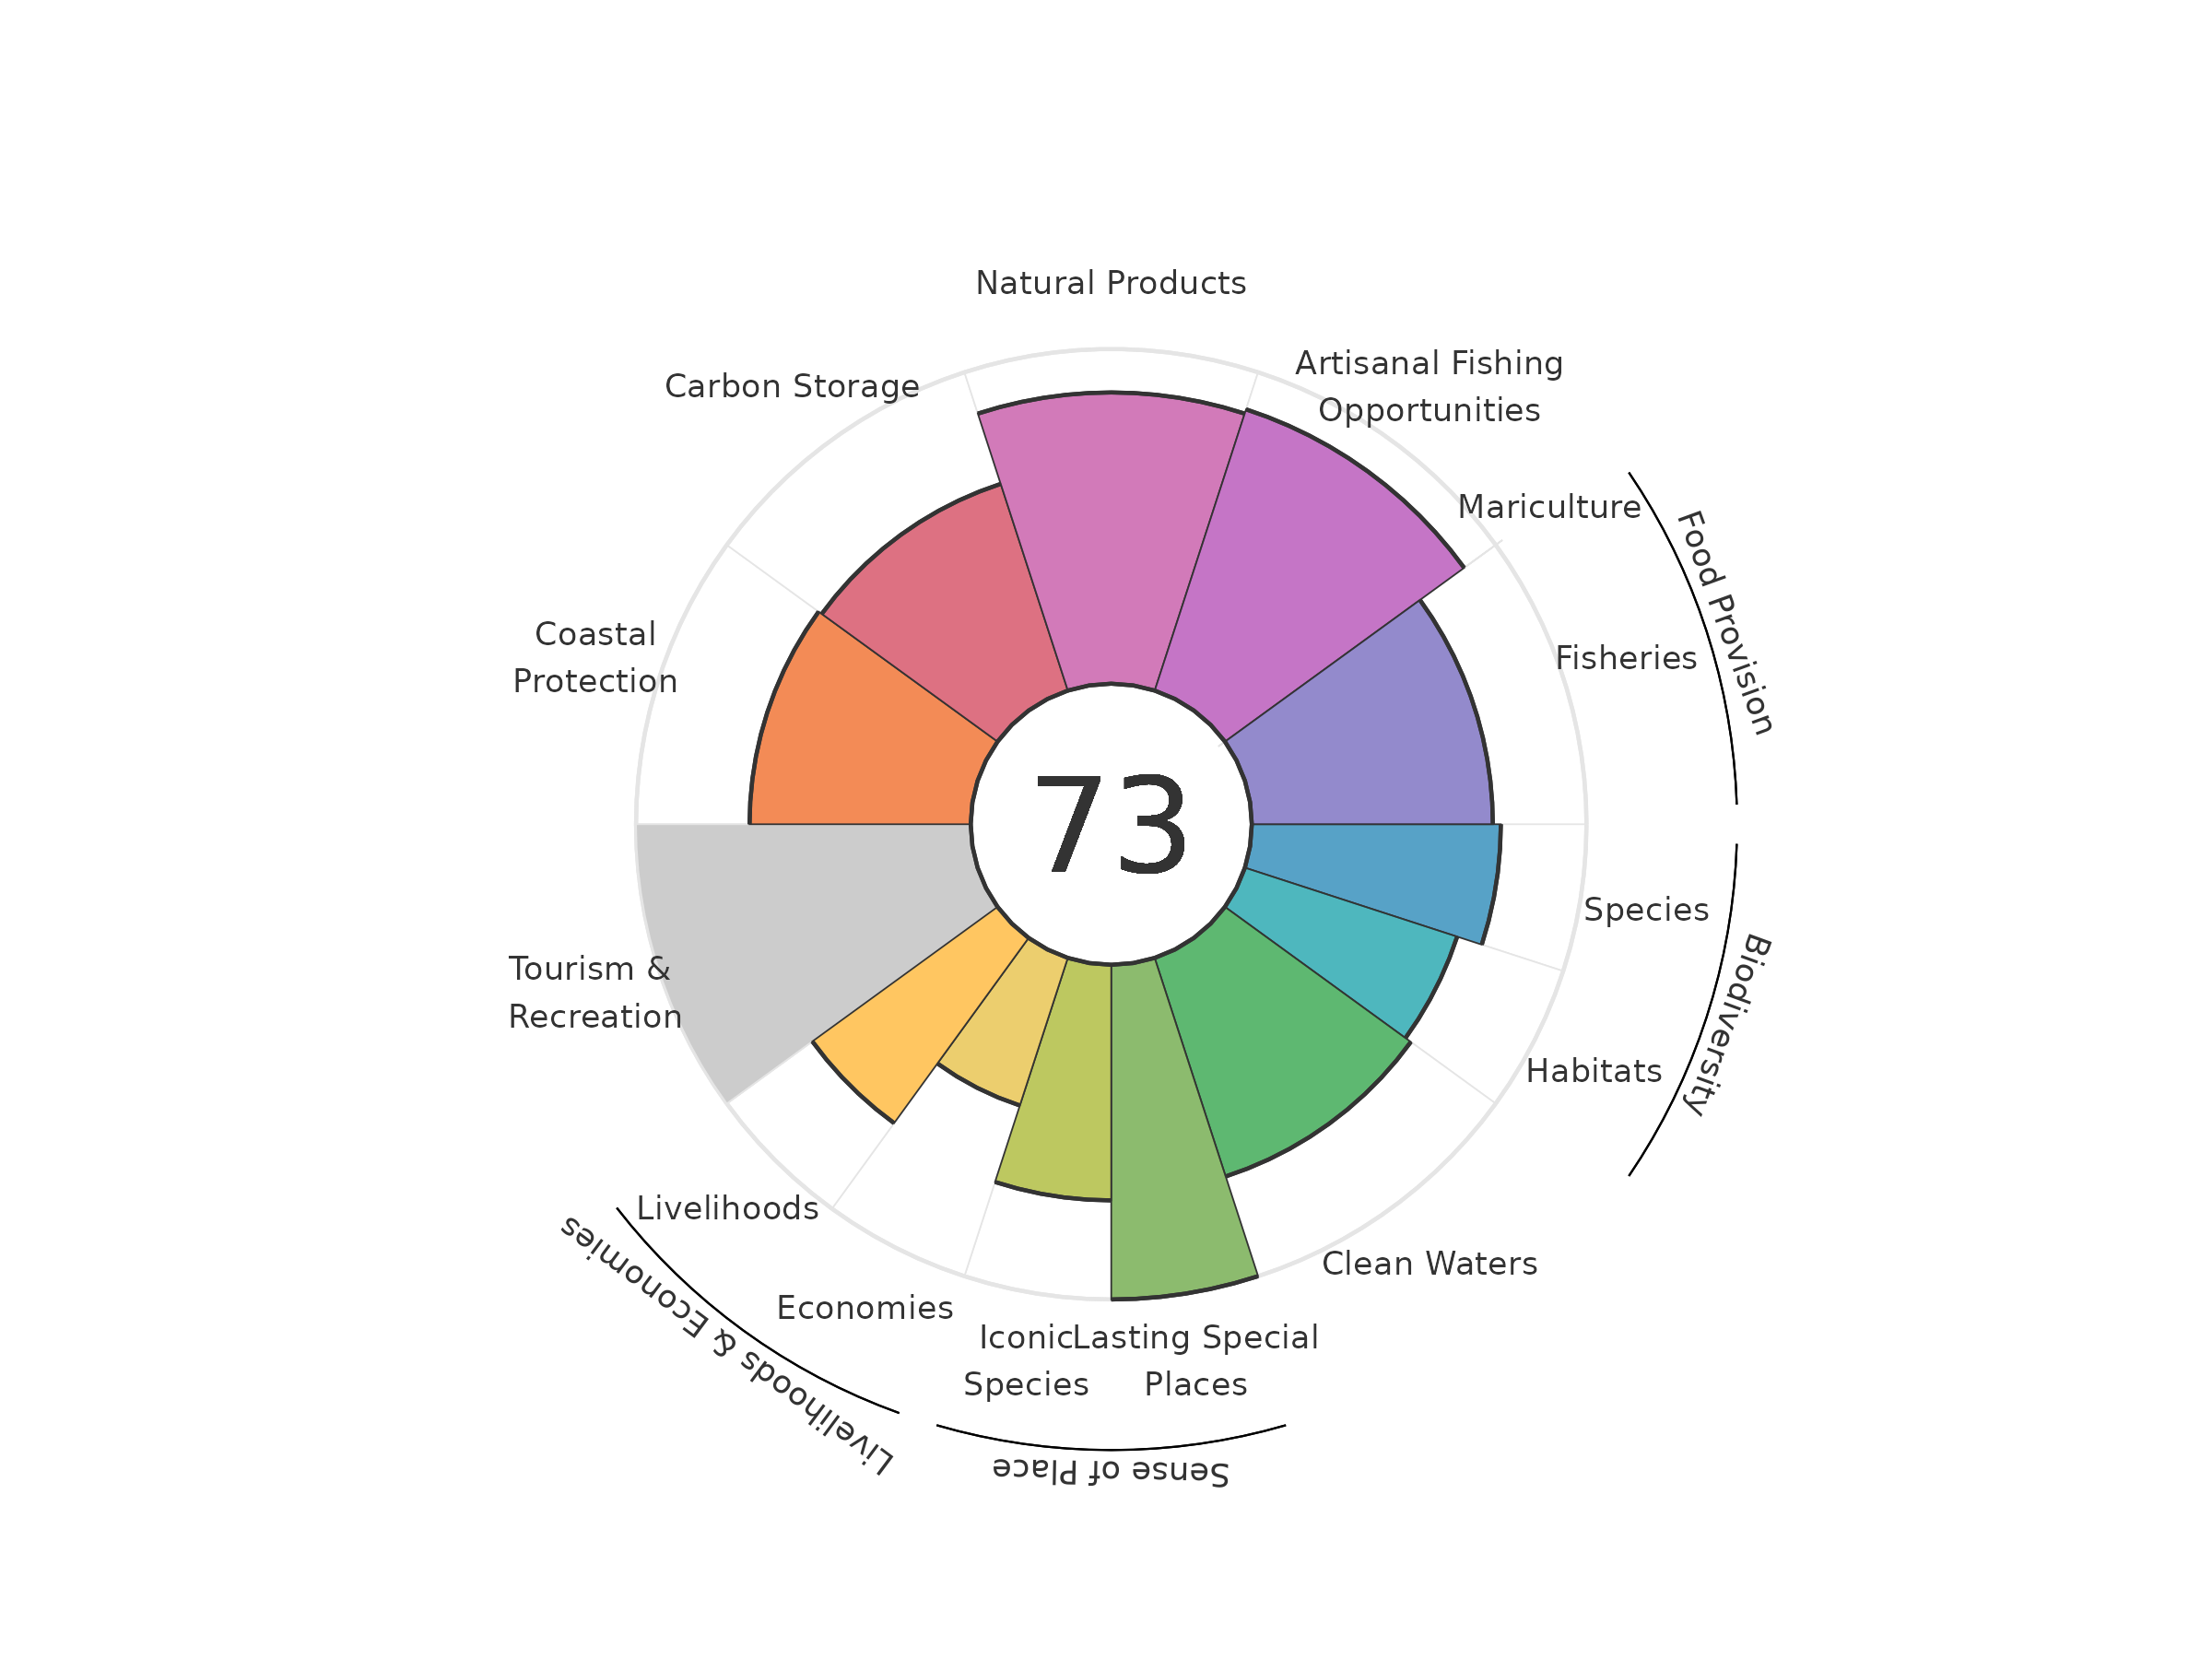 Natural Products
Artisanal Fishing
Opportunities
Carbon Storage
Mariculture
Food Provision
Fisheries
Coastal
Protection
73
Species
Biodiversity
Habitats
Tourism &
Recreation
Livelihoods
Clean Waters
Economies
Livelihoods & Economies
Iconic
Species
Lasting Special
Places
Sense of Place